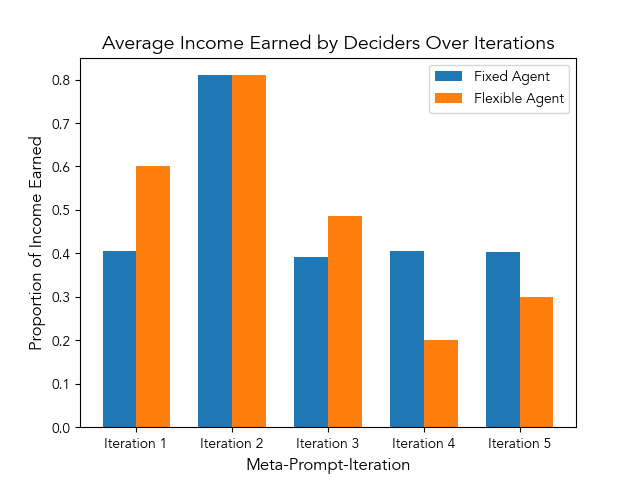 Average Income Earned by Deciders Over Iterations
Fixed Agent
Flexible Agent
Proportion of Income Earned
0.8
0.7
0.6
0.5
0.4
0.3
0.2
0.1
0.0
Iteration 1
Iteration 2
Iteration 3
Iteration 4
Iteration 5
Meta-Prompt-Iteration